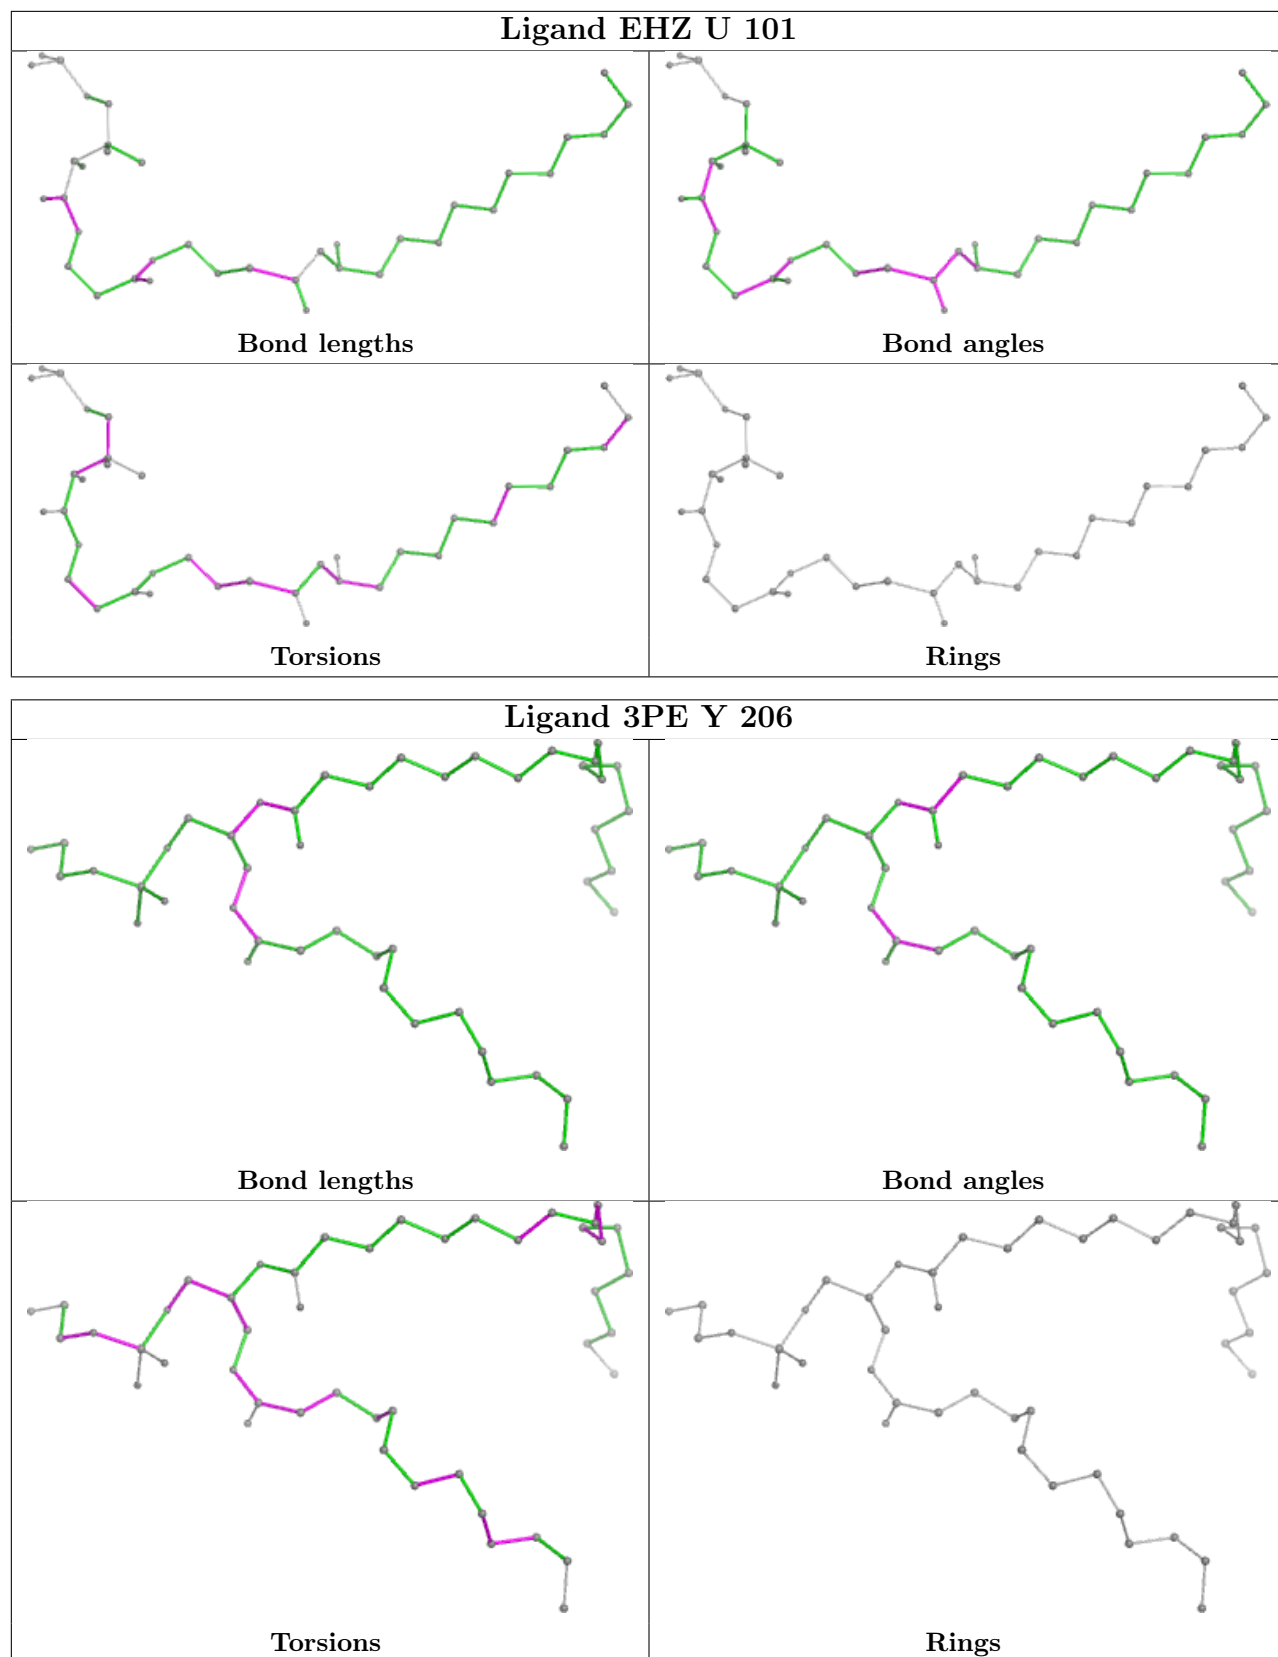 Ligand EHZ U 101
Bond lengths
Bond angles
Torsions
Rings
Ligand 3PE Y 206
Bond lengths
Bond angles
Torsions
Rings